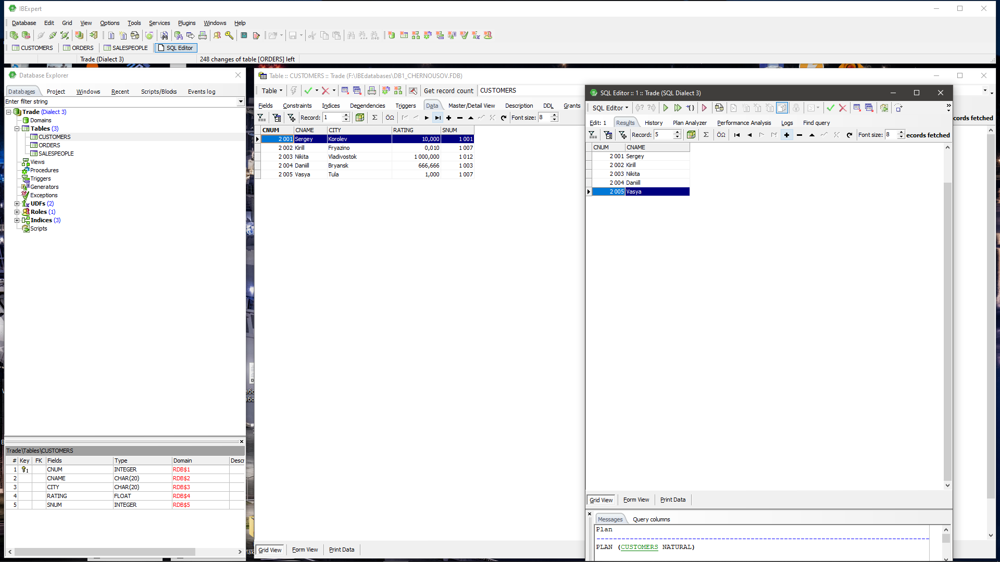 IBExpert
Database Edit Grid View Options Tools Services Plugins Windows Help
CUSTOMERS ORDERS SALESPEOPLE SQL Editor
Trade (Dialect 3) 248 changes of table [ORDERS] left
Database Explorer
Databases Project Windows Recent Scripts/Blocks Events log
Enter filter string
Trade (Dialect 3)
Domains
Tables (3)
CUSTOMERS
ORDERS
SALESPEOPLE
Views
Procedures
Triggers
Generators
Exceptions
UDFs (2)
Roles (1)
Indices (3)
Scripts
Trade\Tables\CUSTOMERS
# Key FK Fields Type Domain Descr
1 1 CNUM INTEGER RDB$1
2 CNAME CHAR(20) RDB$2
3 CITY CHAR(20) RDB$3
4 RATING FLOAT RDB$4
5 SNUM INTEGER RDB$5
Table :: CUSTOMERS :: Trade (F:\IBEdatabases\DB1_CHERNOUSOV.FDB)
Table Get record count CUSTOMERS
Fields Constraints Indices Dependencies Triggers Data Master/Detail View Description DDL Grants
Record: 1 Σ ÖΩ Font size: 8
cords fetched
CNUM CNAME CITY RATING SNUM
2 001 Sergey Korolev 10,000 1 001
2 002 Kirill Fryazino 0,010 1 007
2 003 Nikita Vladivostok 1 000,000 1 012
2 004 Daniill Bryansk 666,666 1 003
2 005 Vasya Tula 1,000 1 007
Grid View Form View Print Data
SQL Editor :: 1 :: Trade (SQL Dialect 3)
SQL Editor
Edit: 1 Results History Plan Analyzer Performance Analysis Logs Find query
Record: 5 Σ ÖΩ Font size: 8 ecords fetched
CNUM CNAME
2 001 Sergey
2 002 Kirill
2 003 Nikita
2 004 Daniill
2 005 Vasya
Grid View Form View Print Data
Messages Query columns
Plan
--------------------------------------------------------------------------------
PLAN (CUSTOMERS NATURAL)